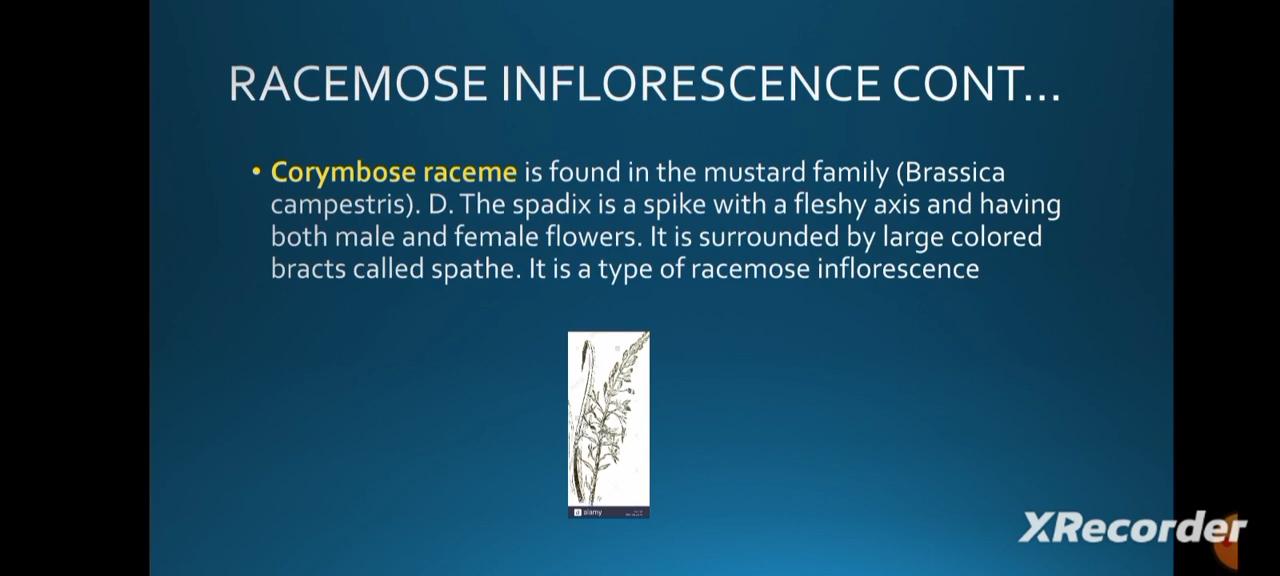 RACEMOSE INFLORESCENCE CONT...
• Corymbose raceme is found in the mustard family (Brassica
campestris). D. The spadix is a spike with a fleshy axis and having
both male and female flowers. It is surrounded by large colored
bracts called spathe. It is a type of racemose inflorescence
alamy
XRecorder